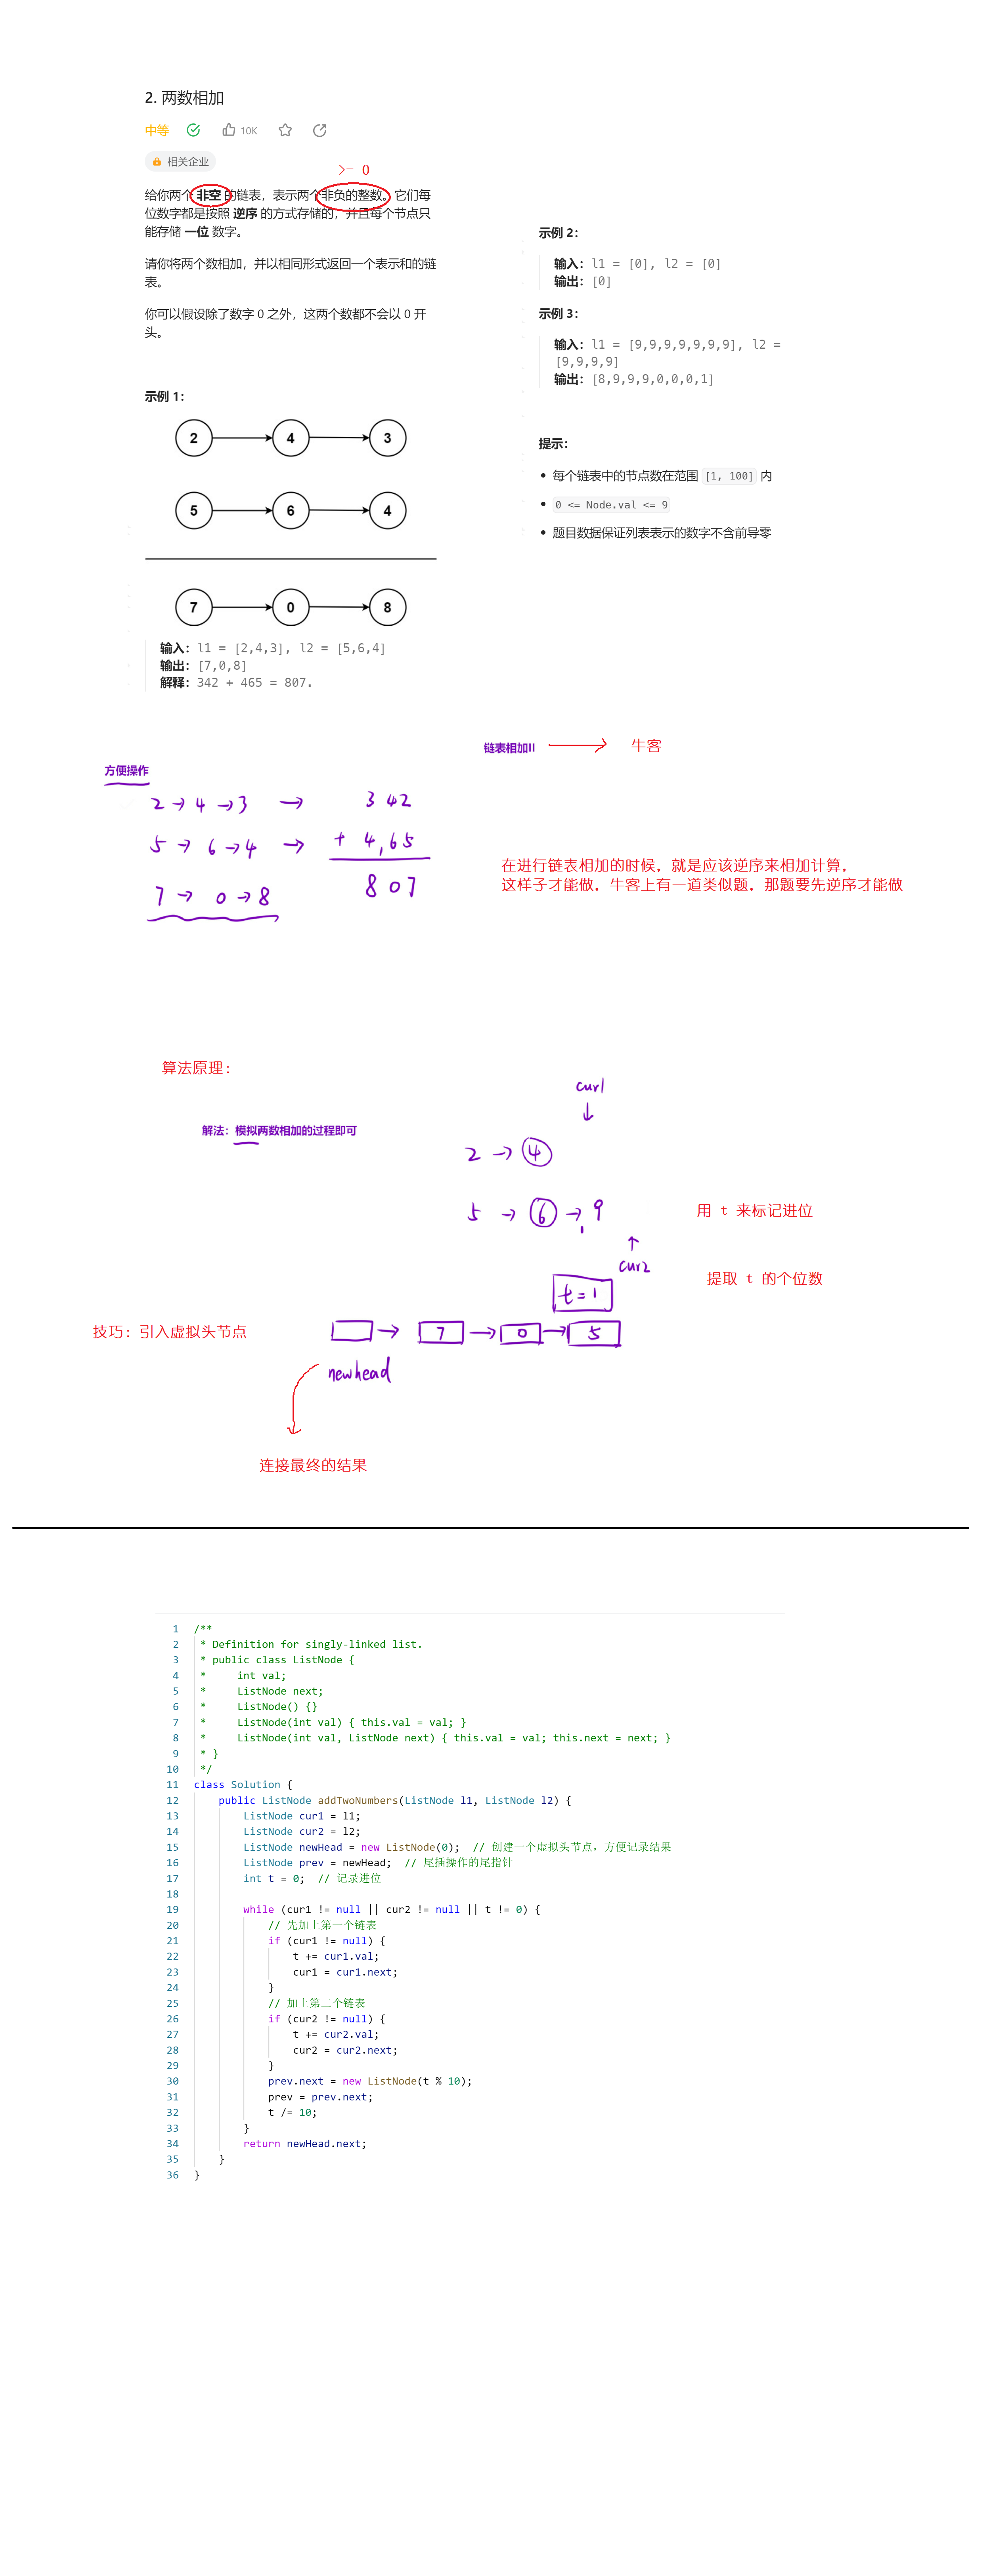 2. 两数相加
中等 10K
相关企业
>= 0
给你两个 非空 的链表，表示两个非负的整数。它们每
位数字都是按照 逆序 的方式存储的，并且每个节点只
能存储 一位 数字。
请你将两个数相加，并以相同形式返回一个表示和的链
表。
你可以假设除了数字 0 之外，这两个数都不会以 0 开
头。
示例 1：
2 4 3
5 6 4
7 0 8
输入：l1 = [2,4,3], l2 = [5,6,4]
输出：[7,0,8]
解释：342 + 465 = 807.
示例 2：
输入：l1 = [0], l2 = [0]
输出：[0]
示例 3：
输入：l1 = [9,9,9,9,9,9,9], l2 =
[9,9,9,9]
输出：[8,9,9,9,0,0,0,1]
提示：
• 每个链表中的节点数在范围 [1, 100] 内
• 0 <= Node.val <= 9
• 题目数据保证列表表示的数字不含前导零
链表相加II → 牛客
方便操作
2 → 4 → 3 → 3 4 2
5 → 6 → 4 → + 4,6 5
7 → 0 → 8 8 0 7
在进行链表相加的时候，就是应该逆序来相加计算，
这样子才能做，牛客上有一道类似题，那题要先逆序才能做
算法原理：
解法：模拟两数相加的过程即可
cur1
↓
2 → 4
5 → 6 → 9
↑
cur2
用 t 来标记进位
提取 t 的个位数
t = 1
技巧：引入虚拟头节点
→ 7 → 0 → 5
newhead
连接最终的结果
1 /**
2  * Definition for singly-linked list.
3  * public class ListNode {
4  *     int val;
5  *     ListNode next;
6  *     ListNode() {}
7  *     ListNode(int val) { this.val = val; }
8  *     ListNode(int val, ListNode next) { this.val = val; this.next = next; }
9  * }
10  */
11 class Solution {
12     public ListNode addTwoNumbers(ListNode l1, ListNode l2) {
13         ListNode cur1 = l1;
14         ListNode cur2 = l2;
15         ListNode newHead = new ListNode(0);  // 创建一个虚拟头节点，方便记录结果
16         ListNode prev = newHead;  // 尾插操作的尾指针
17         int t = 0;  // 记录进位
18
19         while (cur1 != null || cur2 != null || t != 0) {
20             // 先加上第一个链表
21             if (cur1 != null) {
22                 t += cur1.val;
23                 cur1 = cur1.next;
24             }
25             // 加上第二个链表
26             if (cur2 != null) {
27                 t += cur2.val;
28                 cur2 = cur2.next;
29             }
30             prev.next = new ListNode(t % 10);
31             prev = prev.next;
32             t /= 10;
33         }
34         return newHead.next;
35     }
36 }